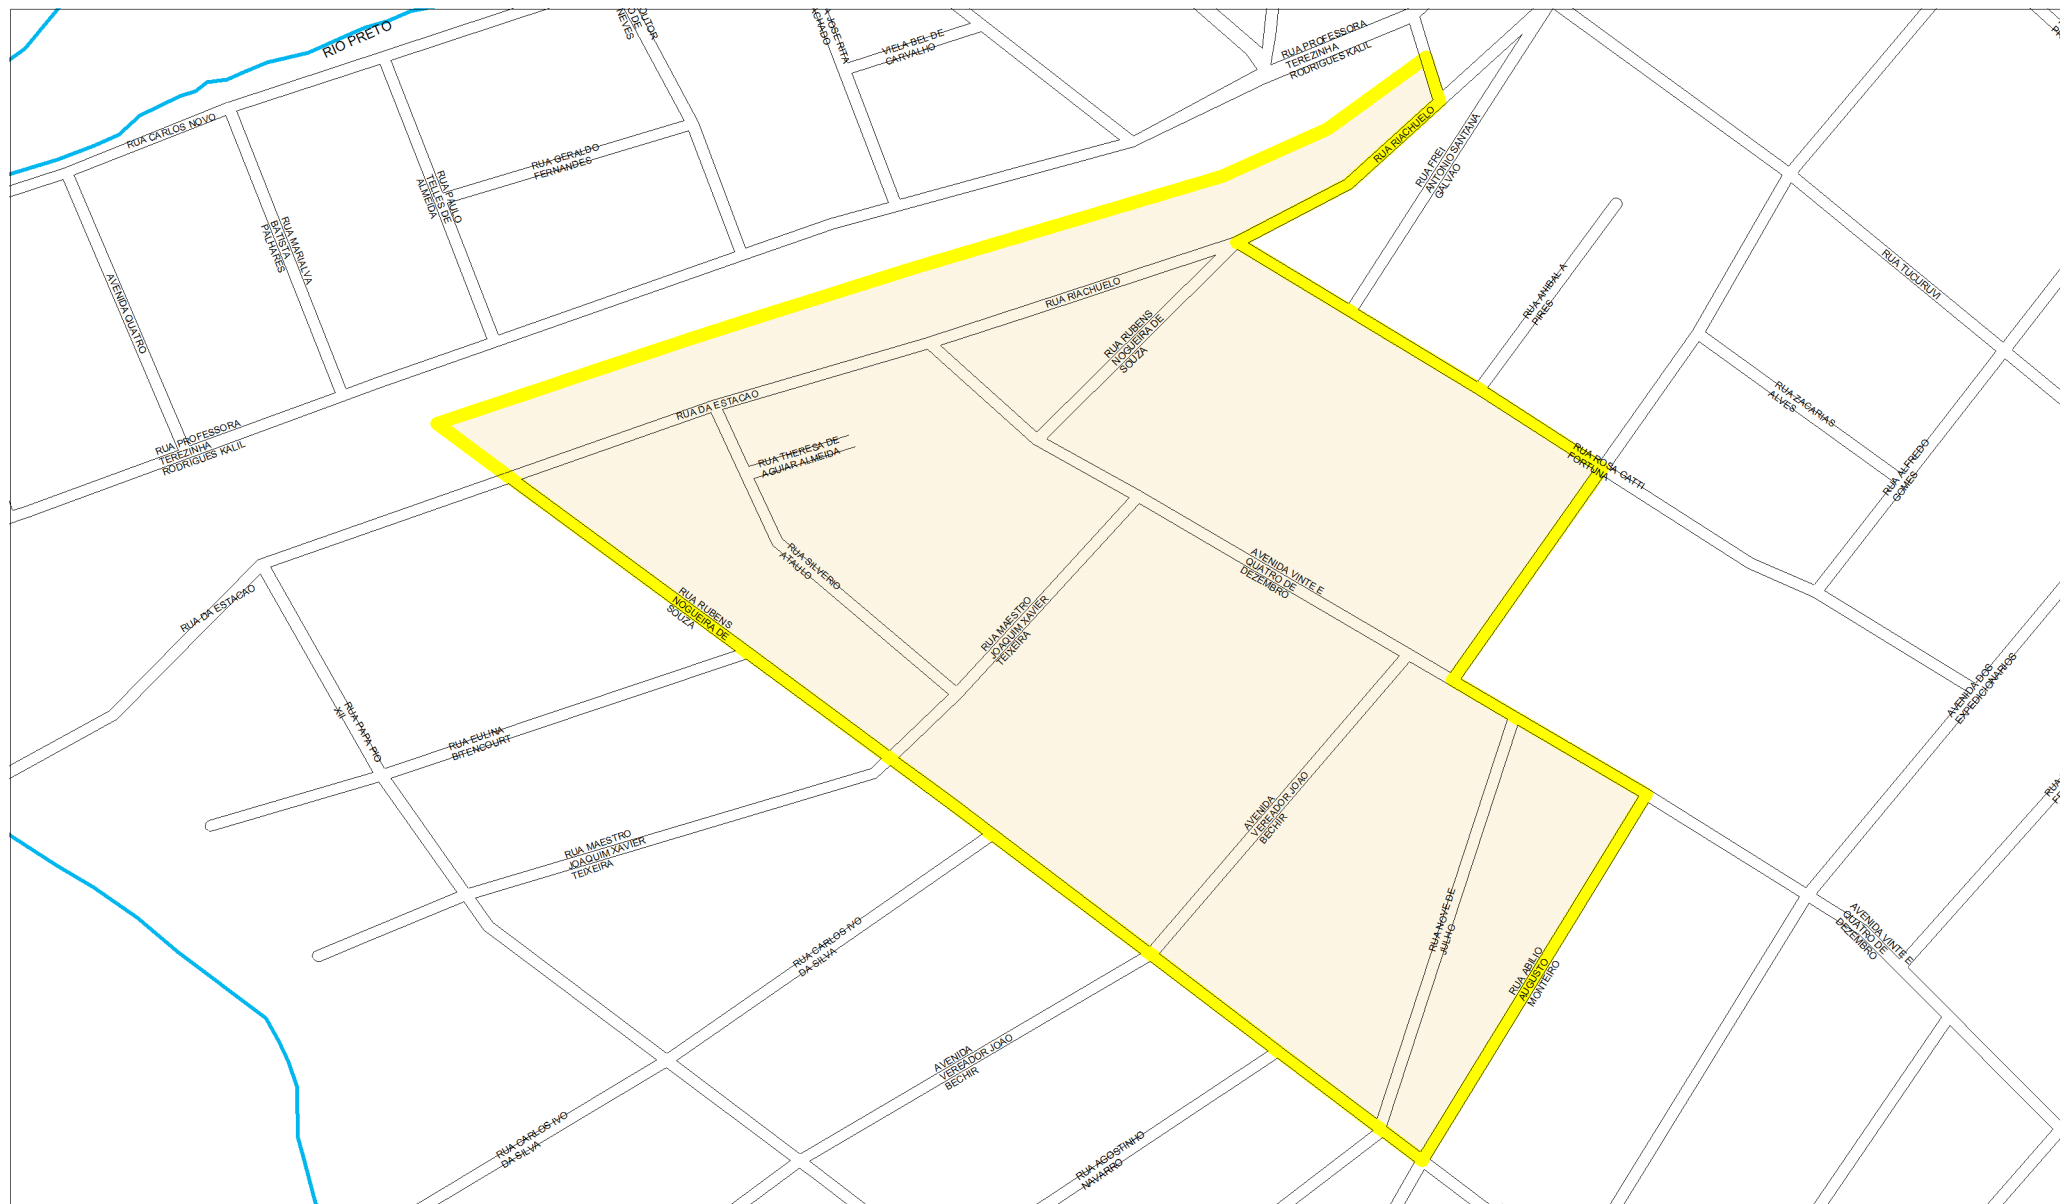 RIO PRETO
RUA CARLOS NOVO
NEVES
VIELA BEL DE
CARVALHO
RUA PROFESSORA
TEREZINHA
RODRIGUES KALIL
RUA GERALDO
FERNANDES
RUA PAULO
TELLES DE
ALMEIDA
RUA MARIALVA
BATISTA
PALHARES
AVENIDA QUATRO
RUA RIACHUELO
RUA FREI
ANTONIO SANTANA
GALVAO
RUA ANIBAL A
PIRES
RUA TUCURUVI
RUA RIACHUELO
RUA RUBENS
NOGUEIRA DE
SOUZA
RUA ZACARIAS
ALVES
RUA ALFREDO
GOMES
RUA DA ESTACAO
RUA THERESA DE
AGUIAR ALMEIDA
RUA PROFESSORA
TEREZINHA
RODRIGUES KALIL
RUA ROSA CATTI
FORTUNA
RUA SILVERIO
ATAULO
AVENIDA VINTE E
QUATRO DE
DEZEMBRO
RUA DA ESTACAO
RUA RUBENS
NOGUEIRA DE
SOUZA
RUA MAESTRO
JOAQUIM XAVIER
TEIXEIRA
AVENIDA DOS
EXPEDICIONARIOS
RUA PAPA PIO
XII
RUA EULINA
BITENCOURT
AVENIDA
VEREADOR JOAO
BECHIR
RUA MAESTRO
JOAQUIM XAVIER
TEIXEIRA
RUA NOVE DE
JULHO
RUA ABILIO
AUGUSTO
MONTEIRO
AVENIDA VINTE E
QUATRO DE
DEZEMBRO
RUA CARLOS IVO
DA SILVA
AVENIDA
VEREADOR JOAO
BECHIR
RUA CARLOS IVO
DA SILVA
RUA AGOSTINHO
NAVARRO